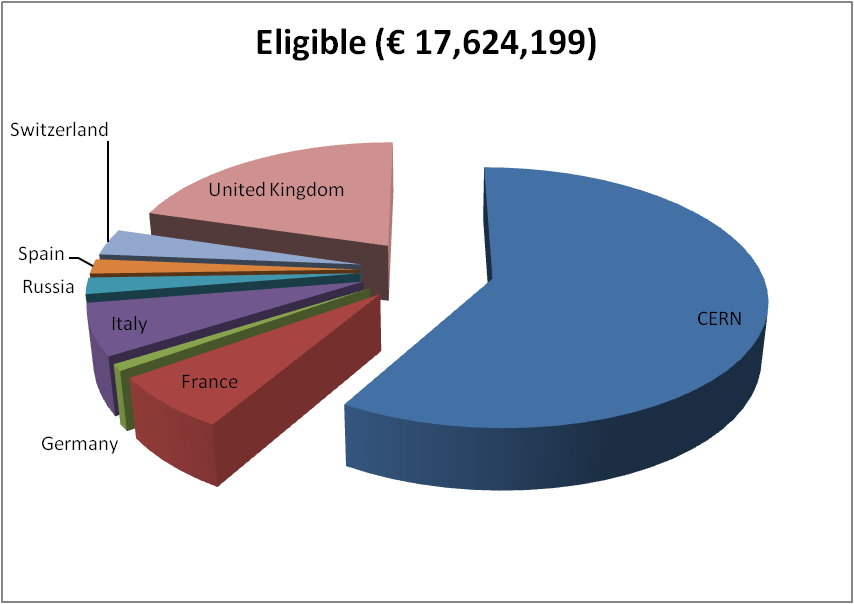 Eligible (€ 17,624,199)
Switzerland
United Kingdom
Spain
Russia
CERN
Italy
France
Germany